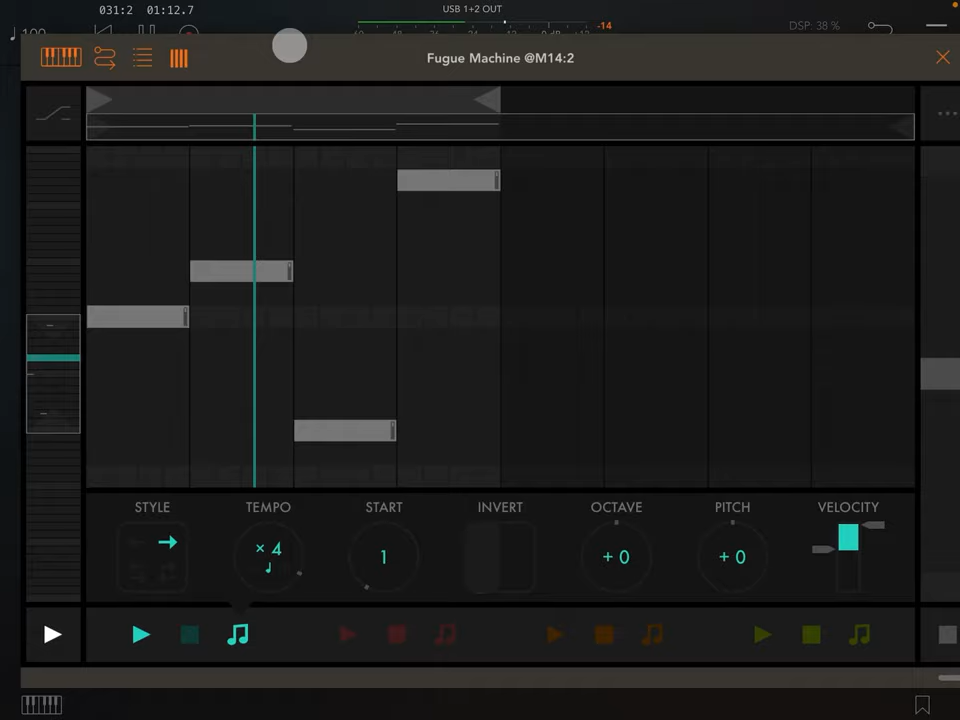 031:2 01:12.7
USB 1+2 OUT
-14
DSP: 38 %
100
Fugue Machine @M14:2
STYLE TEMPO START INVERT OCTAVE PITCH VELOCITY
× 4 1 + 0 + 0